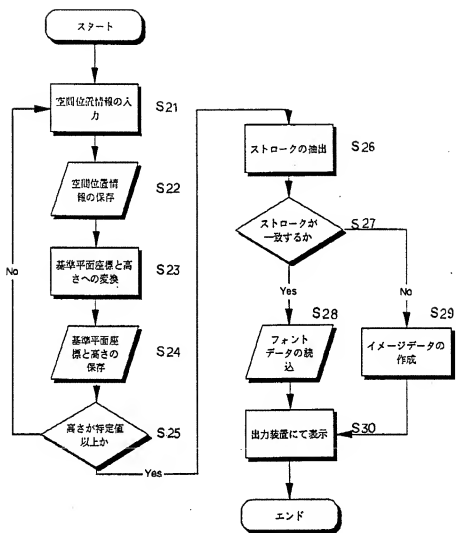 スタート
空間位置情報の入
力
S21
空間位置情
報の保存
S22
基準平面座標と高
さへの変換
S23
基準平面座
標と高さの
保存
S24
高さが特定値
以上か
S25
No
Yes
ストロークの抽出
S26
ストロークが
一致するか
S27
Yes
No
フォント
データの読
込
S28
イメージデータの
作成
S29
出力装置にて表示
S30
エンド